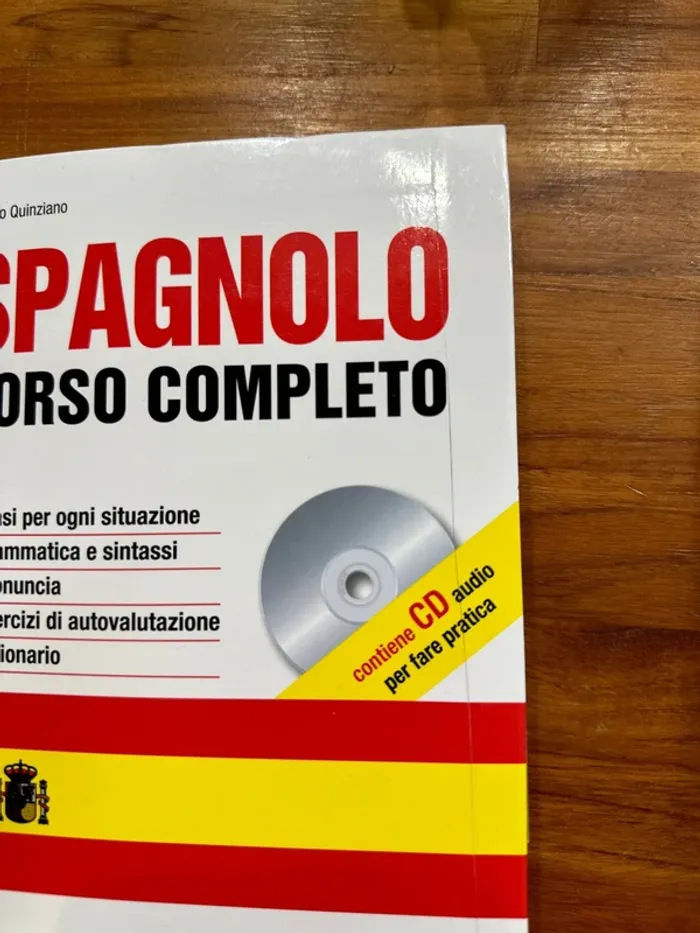 o Quinziano
SPAGNOLO
ORSO COMPLETO
asi per ogni situazione
ammatica e sintassi
onuncia
ercizi di autovalutazione
ionario
contiene CD audio
per fare pratica